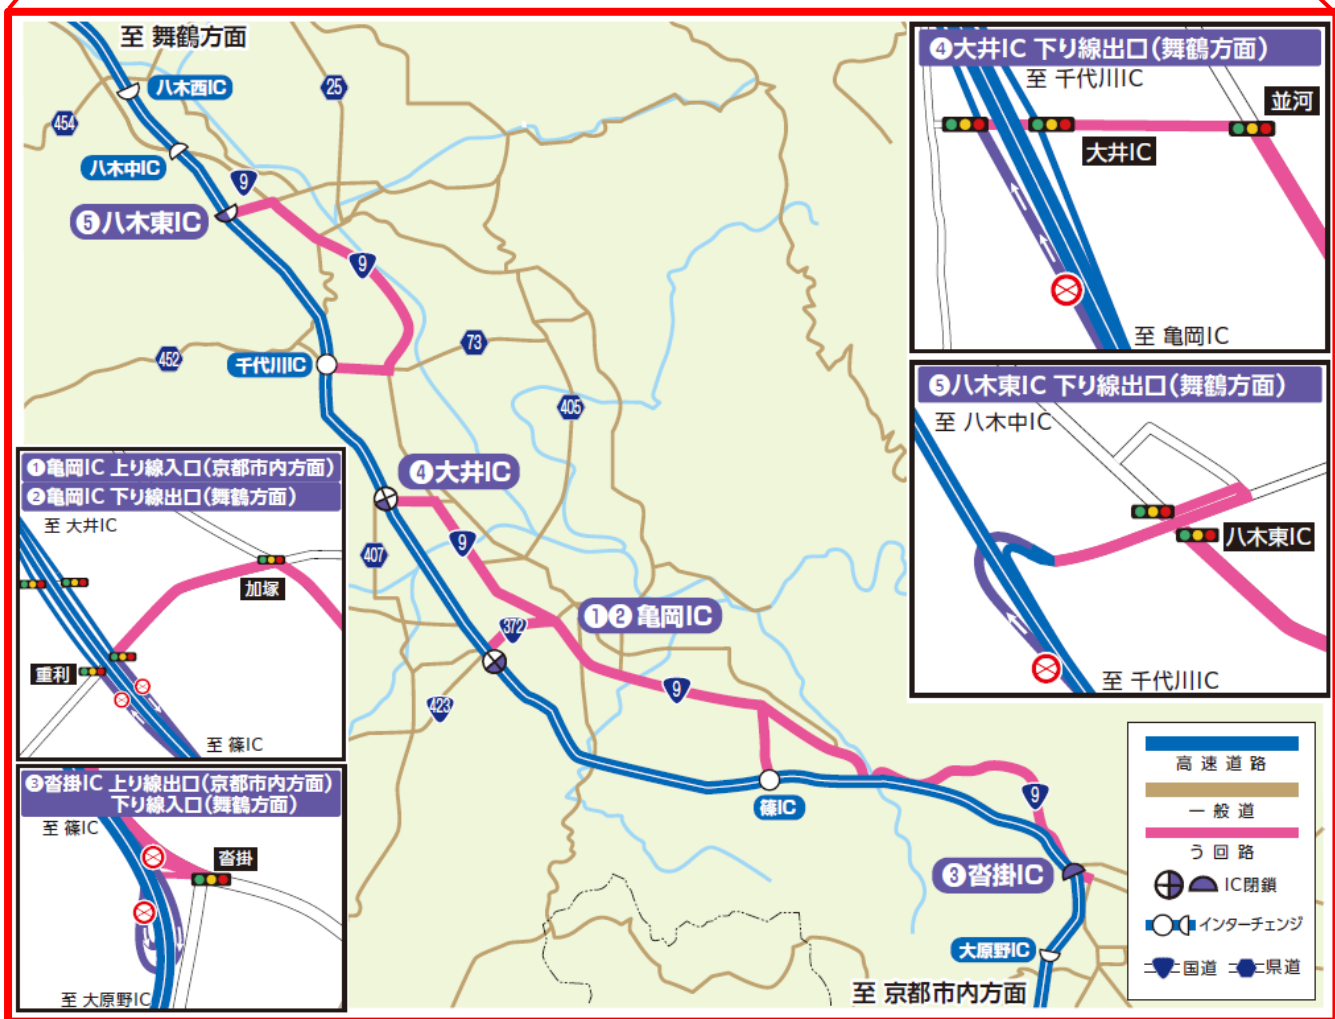 至 舞鶴方面
八木西IC
25
454
八木中IC
9
❺八木東IC
9
452
千代川IC
73
405
❹大井IC
9
407
❶❷亀岡IC
372
9
423
篠IC
9
❸沓掛IC
大原野IC
至 京都市内方面
❶亀岡IC 上り線入口(京都市内方面)
❷亀岡IC 下り線出口(舞鶴方面)
至 大井IC
加塚
重利
至 篠IC
❸沓掛IC 上り線出口(京都市内方面)
下り線入口(舞鶴方面)
至 篠IC
沓掛
至 大原野IC
❹大井IC 下り線出口(舞鶴方面)
至 千代川IC
並河
大井IC
至 亀岡IC
❺八木東IC 下り線出口(舞鶴方面)
至 八木中IC
八木東IC
至 千代川IC
高速道路
一般道
う回路
IC閉鎖
インターチェンジ
国道 県道